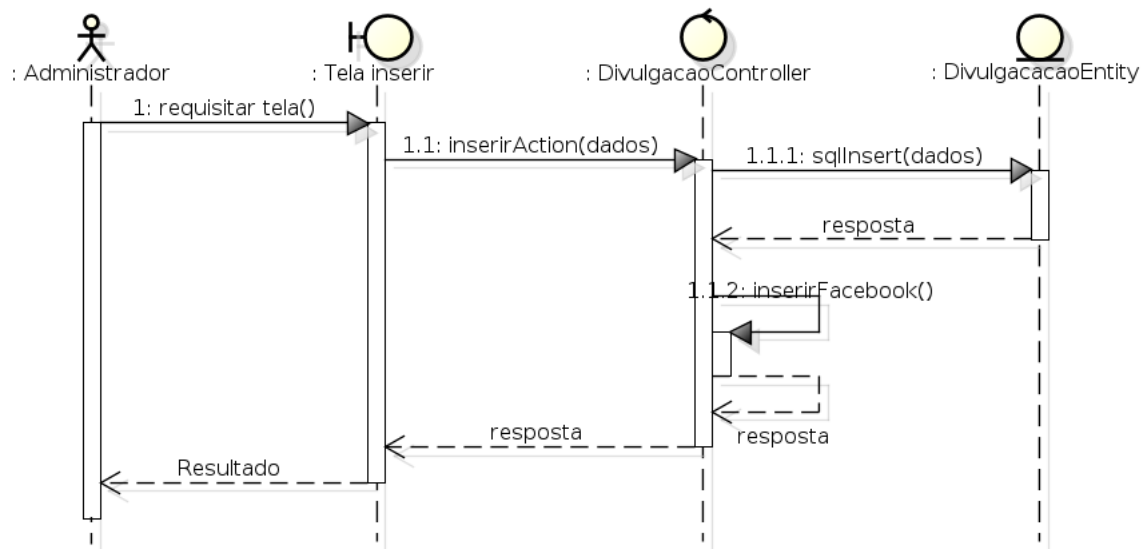 : Administrador
: Tela inserir
: DivulgacaoController
: DivulgacacaoEntity
1: requisitar tela()
1.1: inserirAction(dados)
1.1.1: sqlInsert(dados)
resposta
1.1.2: inserirFacebook()
resposta
resposta
Resultado